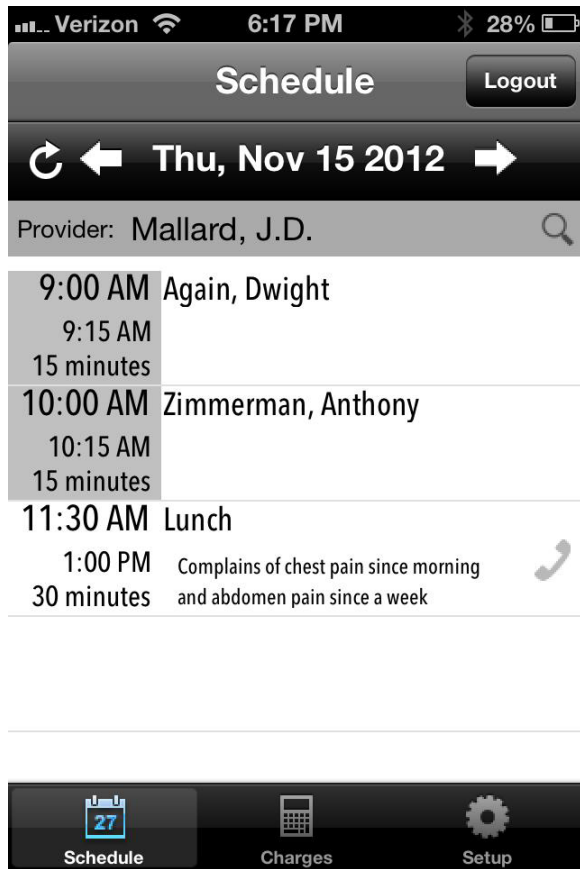 Verizon 6:17 PM 28%
Schedule Logout
Thu, Nov 15 2012
Provider: Mallard, J.D.
9:00 AM Again, Dwight
9:15 AM
15 minutes
10:00 AM Zimmerman, Anthony
10:15 AM
15 minutes
11:30 AM Lunch
1:00 PM Complains of chest pain since morning
30 minutes and abdomen pain since a week
27
Schedule Charges Setup